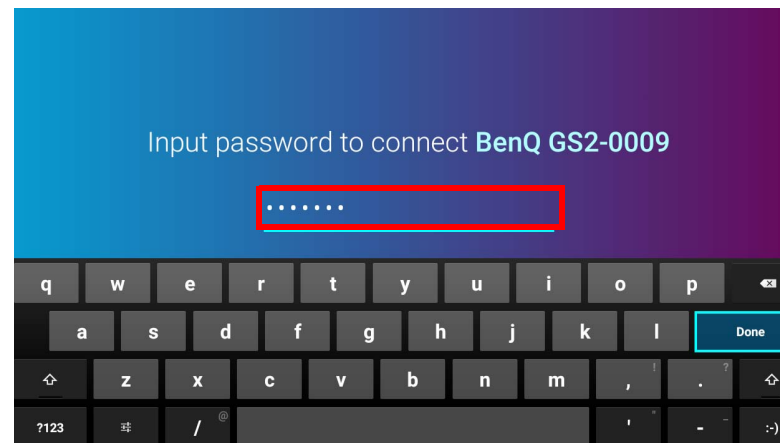 Input password to connect BenQ GS2-0009
•••••••
q w e r t y u i o p
a s d f g h j k l Done
z x c v b n m , ! . ?
?123 / @ ' " - _ :-)